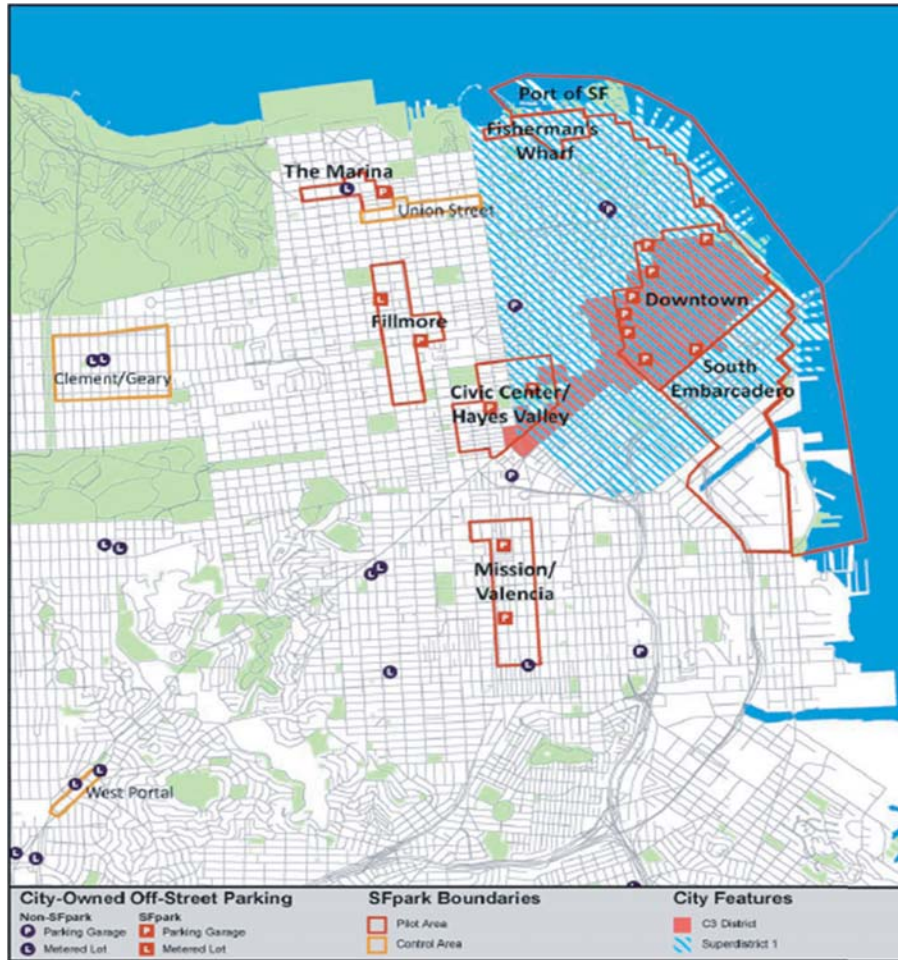 Port of SF
Fisherman's
Wharf
The Marina
L
P
Union Street
P
P
P
P
L
Fillmore
P
P
P
P
P
Downtown
P
P
P
L L
Clement/Geary
South
Embarcadero
Civic Center/
Hayes Valley
P
P
P
L L
P
Mission/
Valencia
L L
P
L
L
P
L L
West Portal
L L
City-Owned Off-Street Parking
Non-SFpark
SFpark
P Parking Garage
P Parking Garage
L Metered Lot
L Metered Lot
SFpark Boundaries
Pilot Area
Control Area
City Features
C3 District
Superdistrict 1